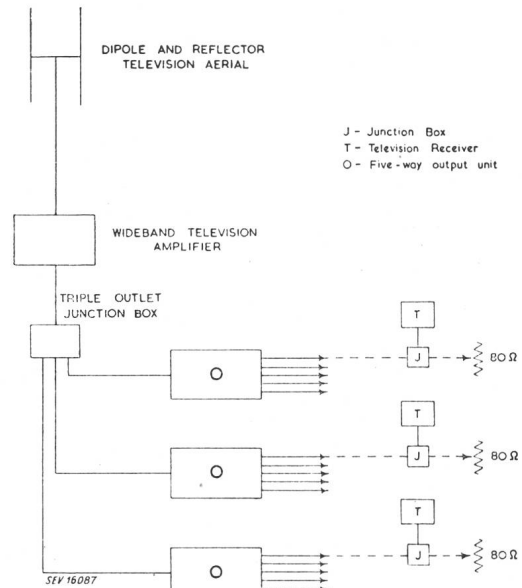 DIPOLE AND REFLECTOR
TELEVISION AERIAL
J - Junction Box
T - Television Receiver
O - Five-way output unit
WIDEBAND TELEVISION
AMPLIFIER
TRIPLE OUTLET
JUNCTION BOX
T
O
J
80 Ω
T
O
J
80 Ω
T
O
J
80 Ω
SEV 16087